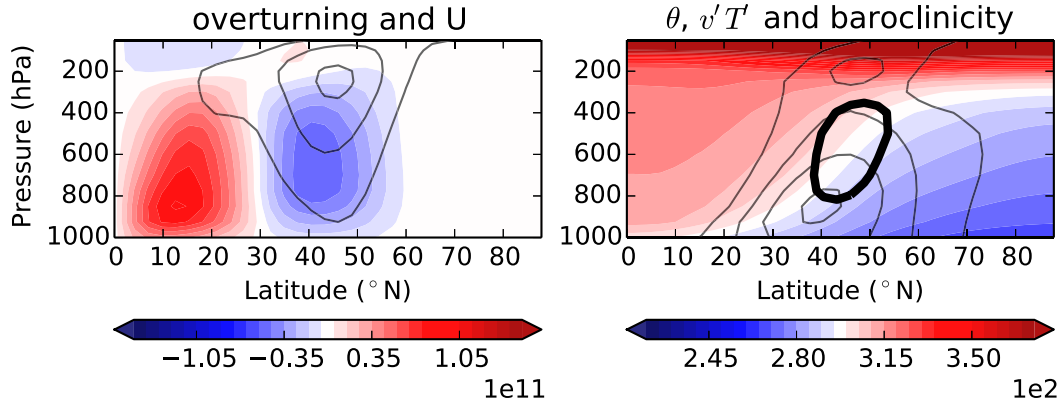 overturning and U
Pressure (hPa)
200
400
600
800
1000
0 10 20 30 40 50 60 70 80
Latitude (°N)
−1.05 −0.35 0.35 1.05
1e11
θ, v′T′ and baroclinicity
200
400
600
800
1000
0 10 20 30 40 50 60 70 80
Latitude (°N)
2.45 2.80 3.15 3.50
1e2